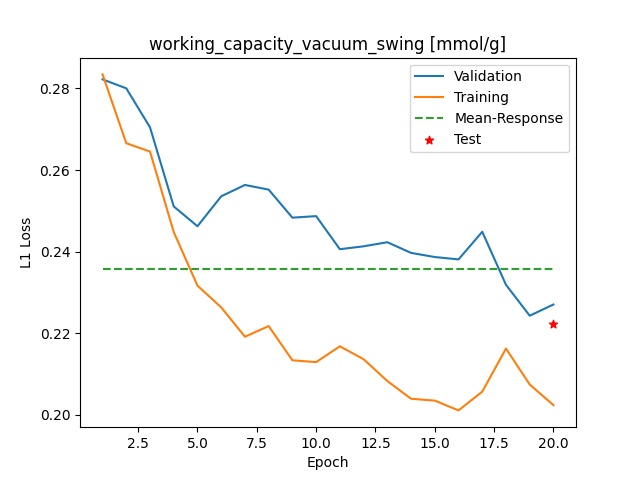 working_capacity_vacuum_swing [mmol/g]
Validation
Training
Mean-Response
Test
L1 Loss
0.28
0.26
0.24
0.22
0.20
2.5 5.0 7.5 10.0 12.5 15.0 17.5 20.0
Epoch